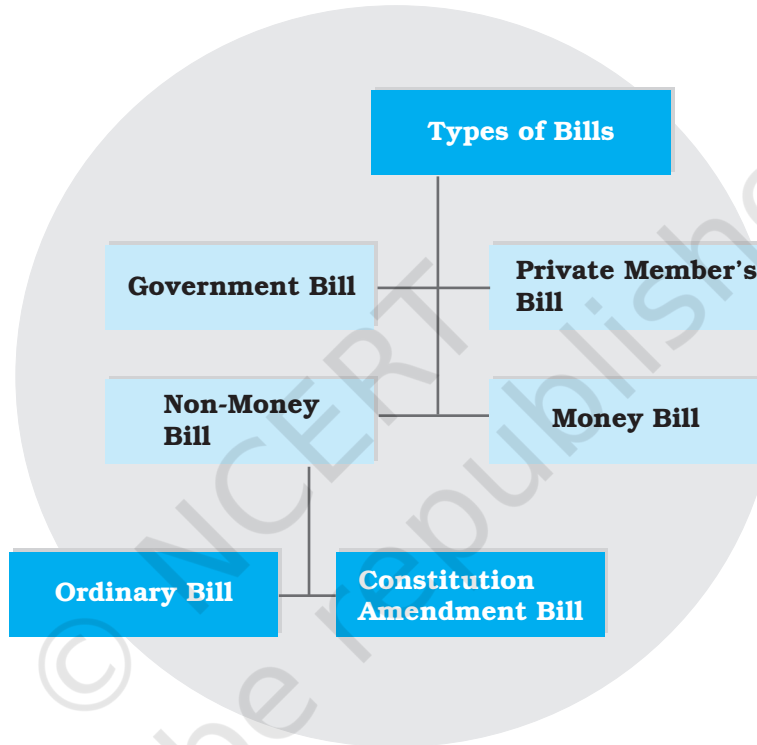 Types of Bills
Government Bill
Private Member's
Bill
Non-Money
Bill
Money Bill
Ordinary Bill
Constitution
Amendment Bill
© NCERT
be republishe